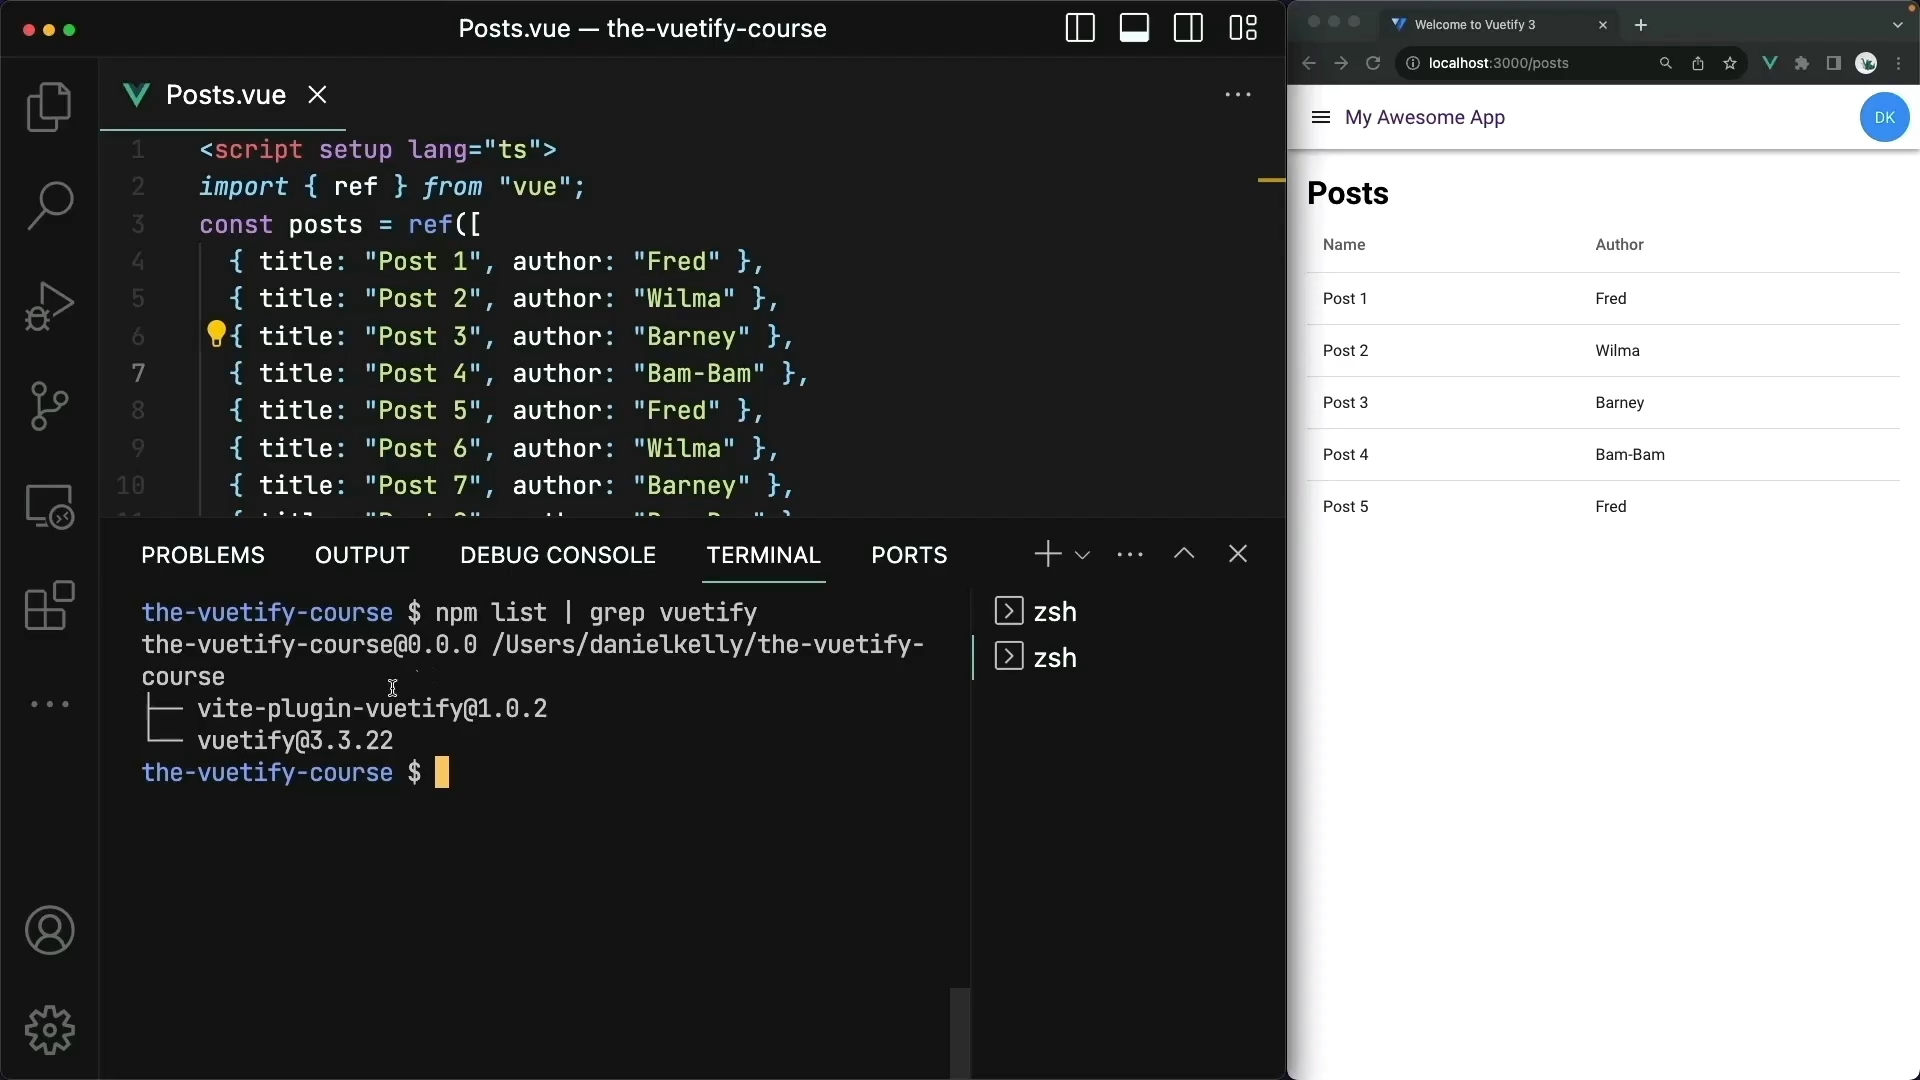 Posts.vue — the-vuetify-course
Posts.vue
1 <script setup lang="ts">
2 import { ref } from "vue";
3 const posts = ref([
4 { title: "Post 1", author: "Fred" },
5 { title: "Post 2", author: "Wilma" },
6 { title: "Post 3", author: "Barney" },
7 { title: "Post 4", author: "Bam-Bam" },
8 { title: "Post 5", author: "Fred" },
9 { title: "Post 6", author: "Wilma" },
10 { title: "Post 7", author: "Barney" },
PROBLEMS OUTPUT DEBUG CONSOLE TERMINAL PORTS
the-vuetify-course $ npm list | grep vuetify
the-vuetify-course@0.0.0 /Users/danielkelly/the-vuetify-
course
├── vite-plugin-vuetify@1.0.2
└── vuetify@3.3.22
the-vuetify-course $
zsh
zsh
Welcome to Vuetify 3
localhost:3000/posts
My Awesome App
DK
Posts
Name Author
Post 1 Fred
Post 2 Wilma
Post 3 Barney
Post 4 Bam-Bam
Post 5 Fred